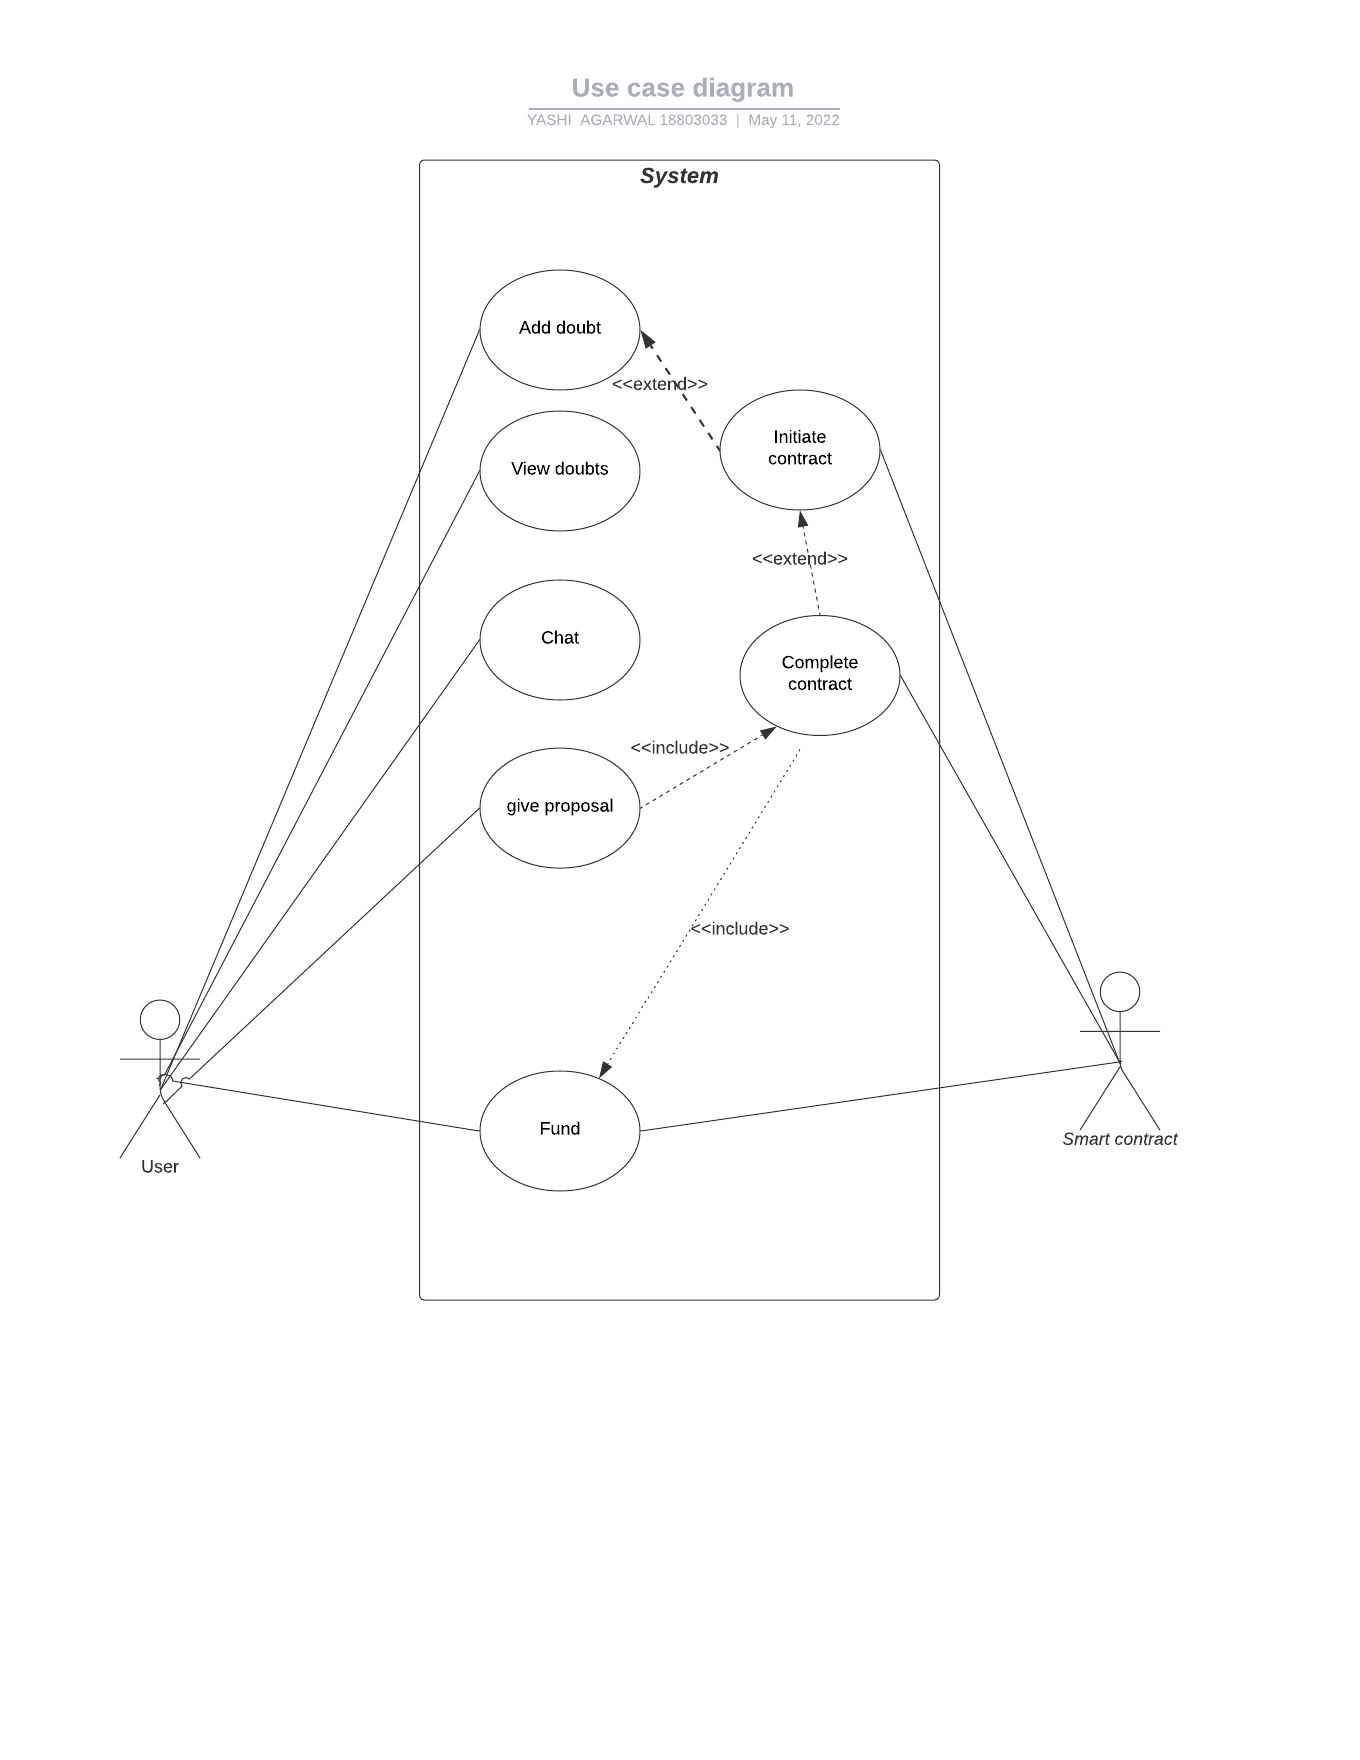 Use case diagram
YASHI AGARWAL 18803033 | May 11, 2022
System
Add doubt
<<extend>>
Initiate
contract
View doubts
<<extend>>
Chat
Complete
contract
<<include>>
give proposal
<<include>>
Fund
User
Smart contract